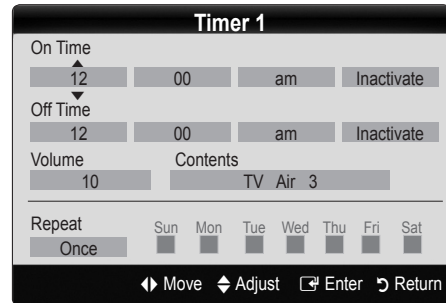 Timer 1
On Time
12 00 am Inactivate
Off Time
12 00 am Inactivate
Volume Contents
10 TV Air 3
Repeat Sun Mon Tue Wed Thu Fri Sat
Once
Move Adjust Enter Return